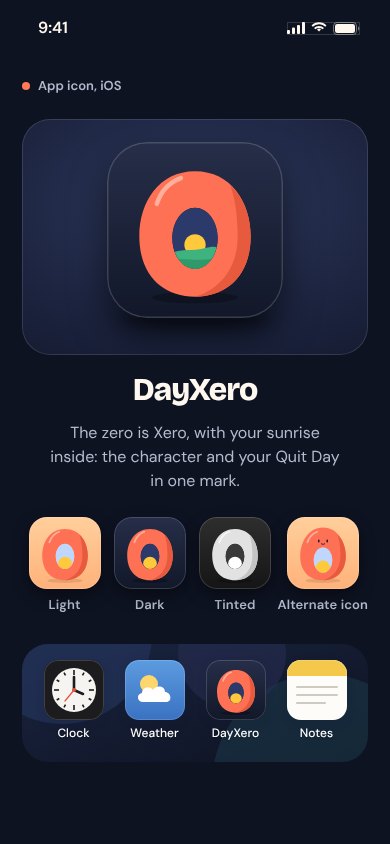 9:41
App icon, iOS
DayXero
The zero is Xero, with your sunrise
inside: the character and your Quit Day
in one mark.
Light
Dark
Tinted
Alternate icon
Clock
Weather
DayXero
Notes